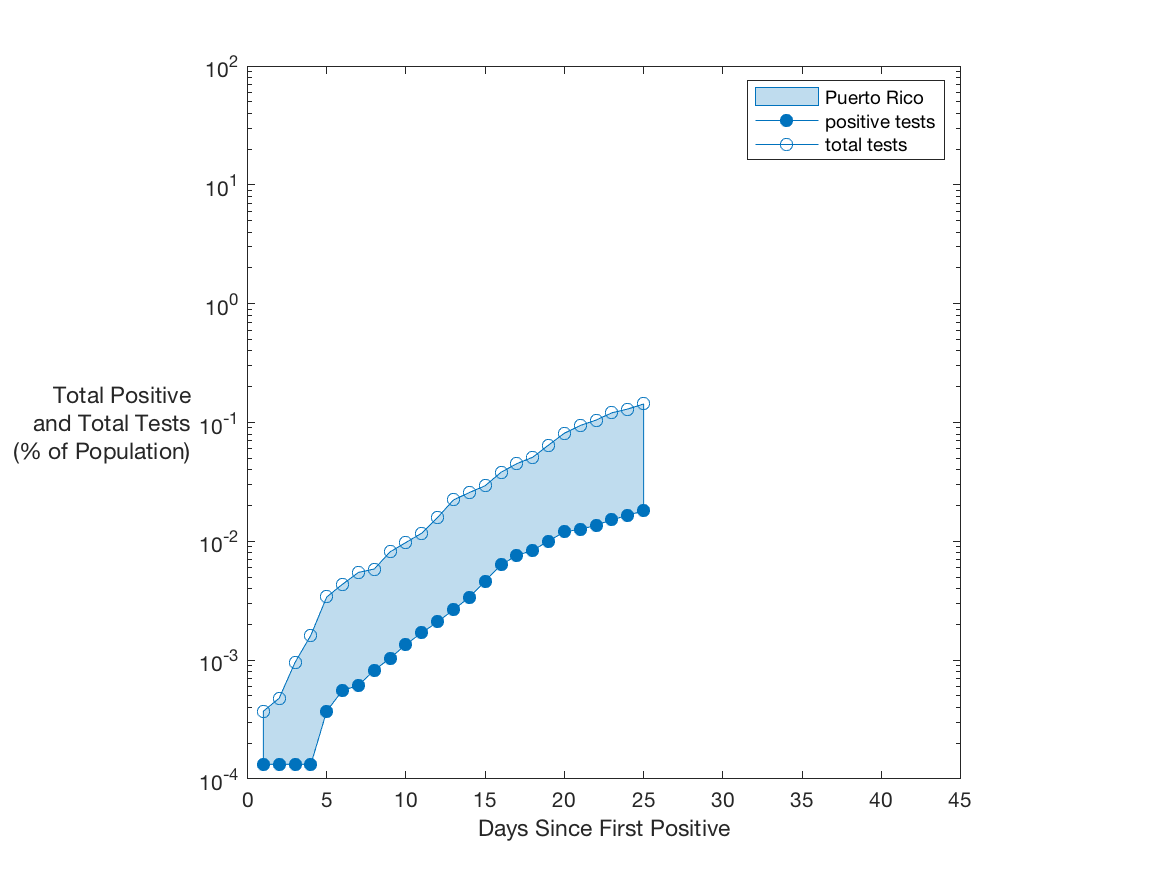 10^2
10^1
10^0
10^-1
10^-2
10^-3
10^-4
Total Positive
and Total Tests
(% of Population)
Puerto Rico
positive tests
total tests
0 5 10 15 20 25 30 35 40 45
Days Since First Positive